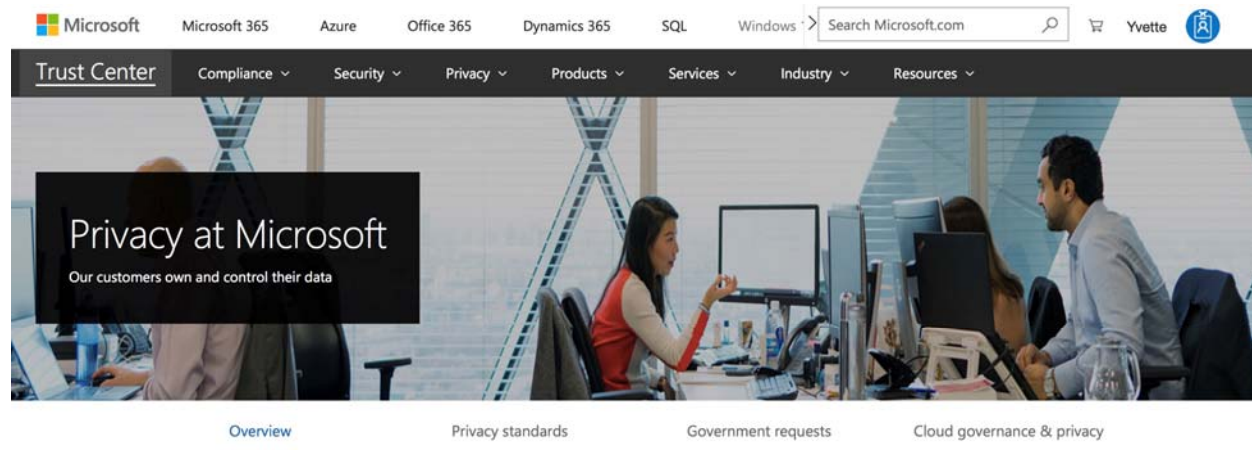 Microsoft Microsoft 365 Azure Office 365 Dynamics 365 SQL Windows Search Microsoft.com Yvette
Trust Center Compliance Security Privacy Products Services Industry Resources
Privacy at Microsoft
Our customers own and control their data
Overview Privacy standards Government requests Cloud governance & privacy